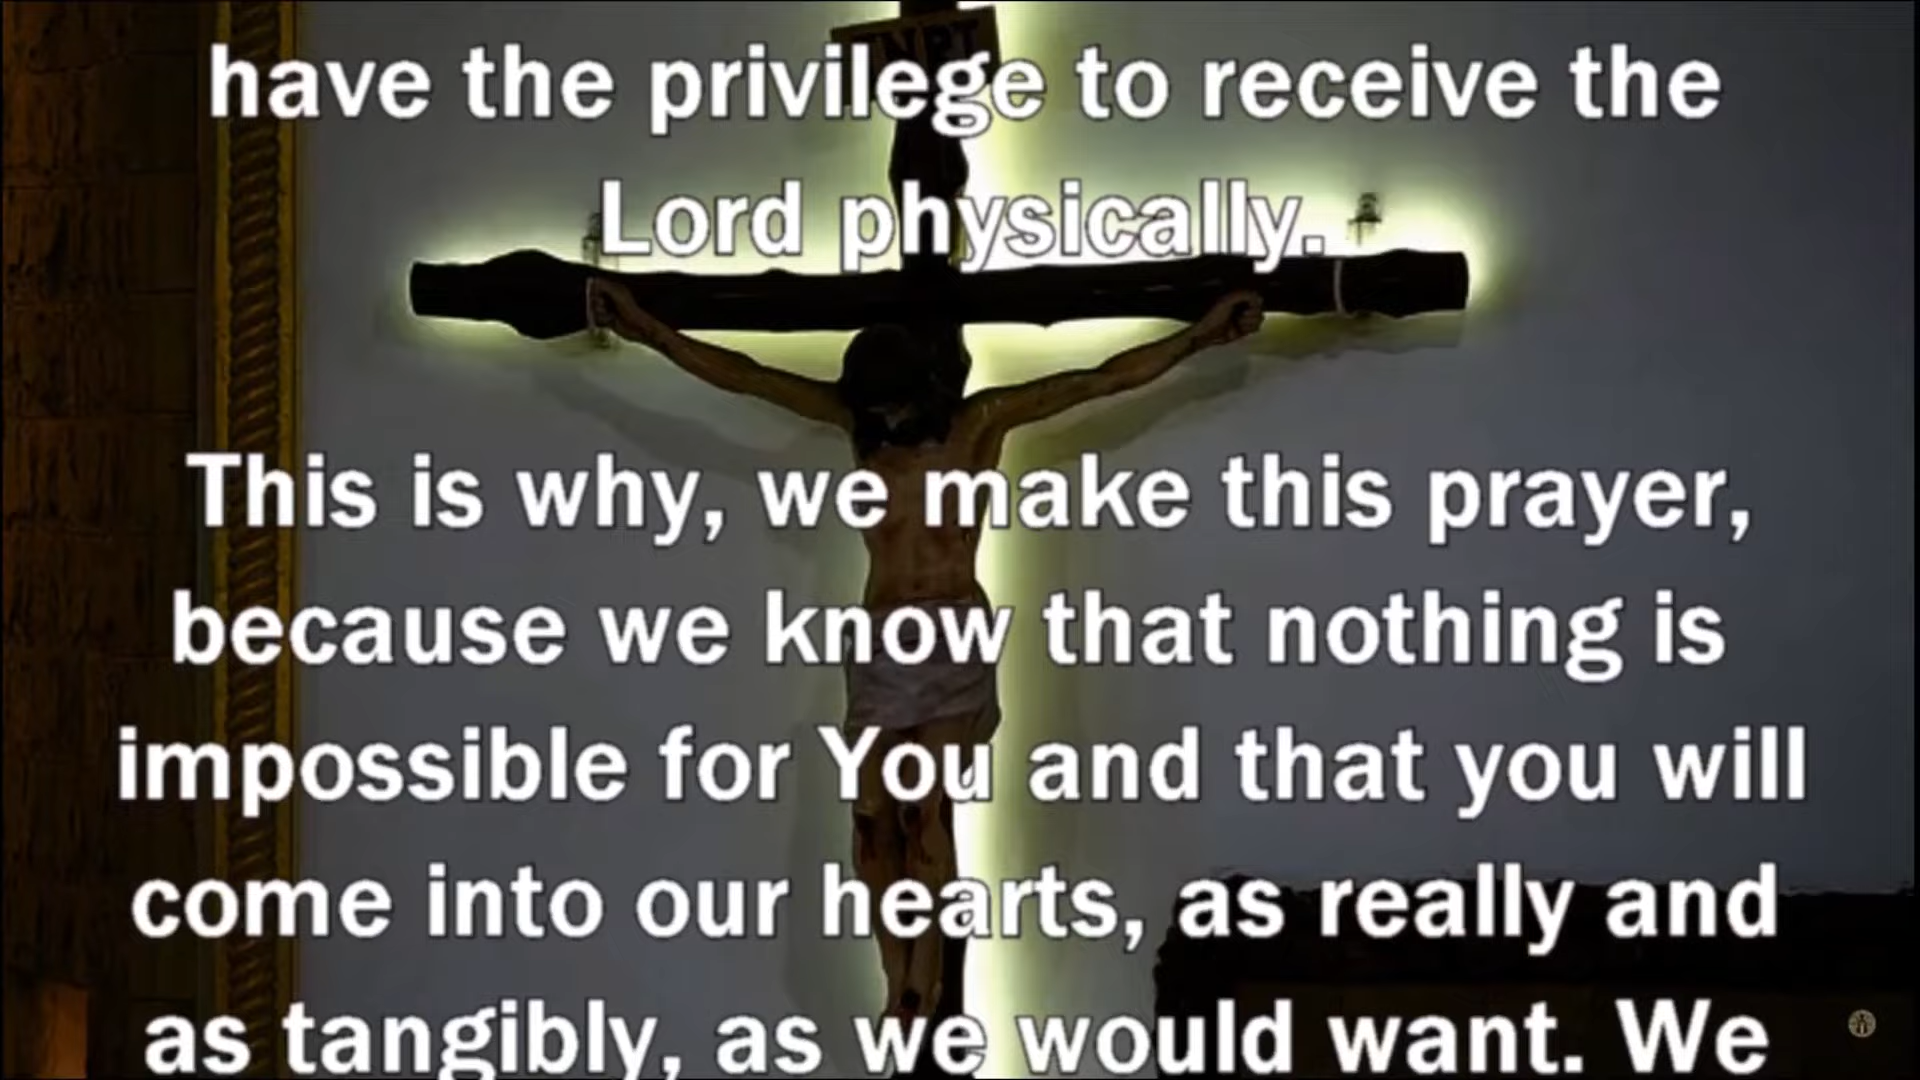 have the privilege to receive the
Lord physically.
This is why, we make this prayer,
because we know that nothing is
impossible for You and that you will
come into our hearts, as really and
as tangibly, as we would want. We